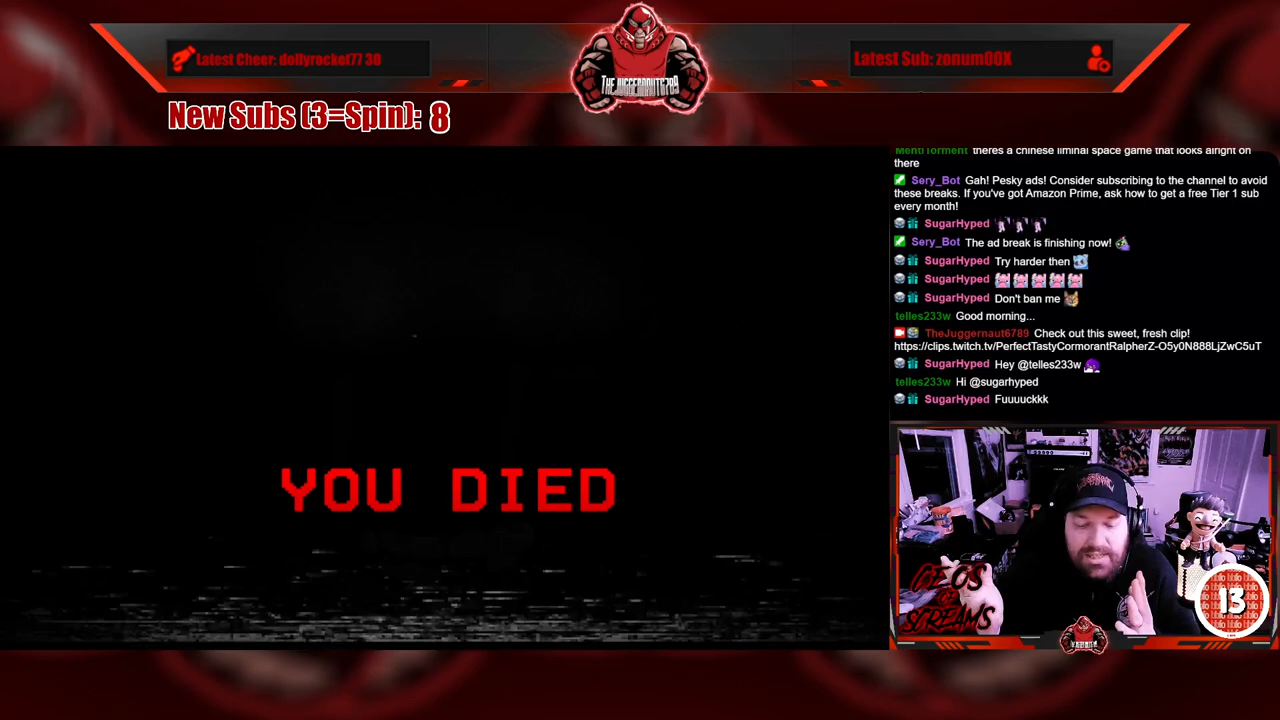 Latest Cheer: dollyrocket77 30
THEJUGGERNAUT6789
Latest Sub: zonum00X
New Subs (3=Spin): 8
MentiTorment theres a chinese liminal space game that looks alright on
there
Sery_Bot Gah! Pesky ads! Consider subscribing to the channel to avoid
these breaks. If you've got Amazon Prime, ask how to get a free Tier 1 sub
every month!
SugarHyped
Sery_Bot The ad break is finishing now!
SugarHyped Try harder then
SugarHyped
SugarHyped Don't ban me
telles233w Good morning...
TheJuggernaut6789 Check out this sweet, fresh clip!
https://clips.twitch.tv/PerfectTastyCormorantRalpherZ-O5y0N888LjZwC5uT
SugarHyped Hey @telles233w
telles233w Hi @sugarhyped
SugarHyped Fuuuuckkk
YOU DIED
CEOS
OF
SCREAMS
13